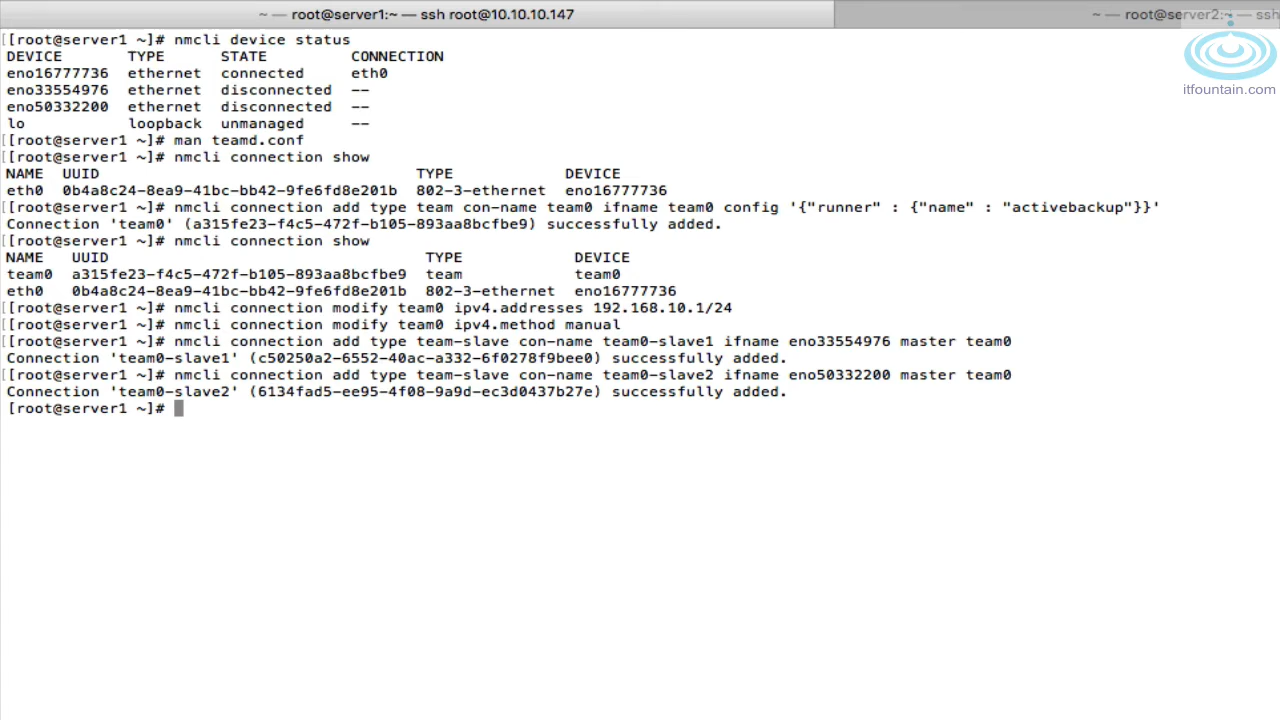 ~ — root@server1:~ — ssh root@10.10.10.147
~ — root@server2:~ — ssh
itfountain.com
[[root@server1 ~]# nmcli device status
DEVICE TYPE STATE CONNECTION
eno16777736 ethernet connected eth0
eno33554976 ethernet disconnected --
eno50332200 ethernet disconnected --
lo loopback unmanaged --
[[root@server1 ~]# man teamd.conf
[[root@server1 ~]# nmcli connection show
NAME UUID TYPE DEVICE
eth0 0b4a8c24-8ea9-41bc-bb42-9fe6fd8e201b 802-3-ethernet eno16777736
[[root@server1 ~]# nmcli connection add type team con-name team0 ifname team0 config '{"runner" : {"name" : "activebackup"}}'
Connection 'team0' (a315fe23-f4c5-472f-b105-893aa8bcfbe9) successfully added.
[[root@server1 ~]# nmcli connection show
NAME UUID TYPE DEVICE
team0 a315fe23-f4c5-472f-b105-893aa8bcfbe9 team team0
eth0 0b4a8c24-8ea9-41bc-bb42-9fe6fd8e201b 802-3-ethernet eno16777736
[[root@server1 ~]# nmcli connection modify team0 ipv4.addresses 192.168.10.1/24
[[root@server1 ~]# nmcli connection modify team0 ipv4.method manual
[[root@server1 ~]# nmcli connection add type team-slave con-name team0-slave1 ifname eno33554976 master team0
Connection 'team0-slave1' (c50250a2-6552-40ac-a332-6f0278f9bee0) successfully added.
[[root@server1 ~]# nmcli connection add type team-slave con-name team0-slave2 ifname eno50332200 master team0
Connection 'team0-slave2' (6134fad5-ee95-4f08-9a9d-ec3d0437b27e) successfully added.
[root@server1 ~]#